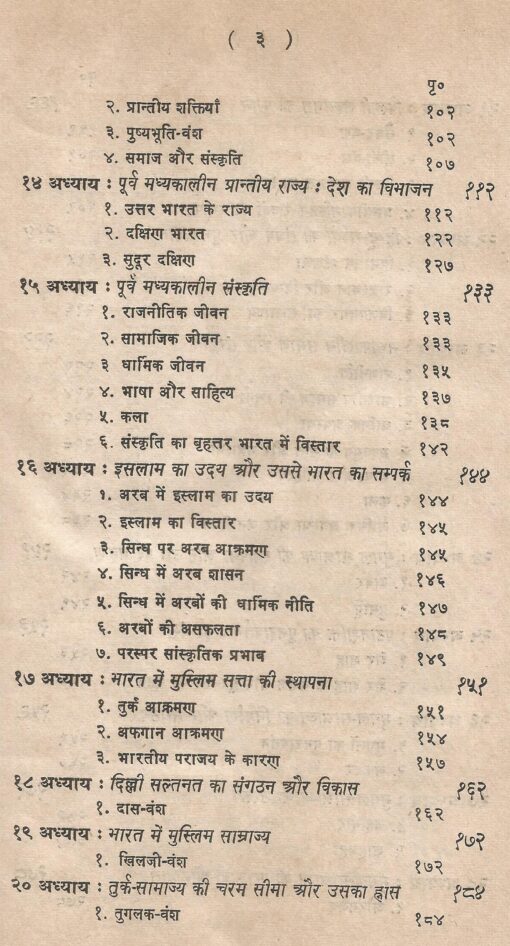 ( ३ )
पृ०
२. प्रान्तीय शक्तियाँ १०२
३. पुष्यभूति-वंश १०२
४. समाज और संस्कृति १०७
१४ अध्याय : पूर्व मध्यकालीन प्रान्तीय राज्य : देश का विभाजन ११२
१. उत्तर भारत के राज्य ११२
२. दक्षिण भारत १२२
३. सुदूर दक्षिण १२७
१५ अध्याय : पूर्व मध्यकालीन संस्कृति १३३
१. राजनीतिक जीवन १३३
२. सामाजिक जीवन १३३
३ धार्मिक जीवन १३५
४. भाषा और साहित्य १३७
५. कला १३८
६. संस्कृति का बृहत्तर भारत में विस्तार १४२
१६ अध्याय : इसलाम का उदय और उससे भारत का सम्पर्क १४४
१. अरब में इस्लाम का उदय १४४
२. इस्लाम का विस्तार १४५
३. सिन्ध पर अरब आक्रमण १४५
४. सिन्ध में अरब शासन १४६
५. सिन्ध में अरबों की धार्मिक नीति १४७
६. अरबों की असफलता १४८
७. परस्पर सांस्कृतिक प्रभाब १४९
१७ अध्याय : भारत में मुस्लिम सत्ता की स्थापना १५१
१. तुर्क आक्रमण १५१
२. अफगान आक्रमण १५४
३. भारतीय पराजय के कारण १५७
१८ अध्याय : दिल्ली सल्तनत का संगठन और विकास १६२
१. दास-वंश १६२
१९ अध्याय : भारत में मुस्लिम साम्राज्य १७२
१. खिलजी-वंश १७२
२० अध्याय : तुर्क-सामाज्य की चरम सीमा और उसका ह्रास १८४
१. तुगलक-वंश १८४